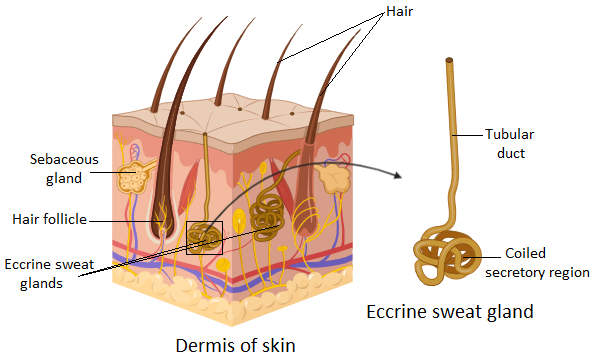 Hair
Sebaceous
gland
Hair follicle
Eccrine sweat
glands
Dermis of skin
Tubular
duct
Coiled
secretory region
Eccrine sweat gland